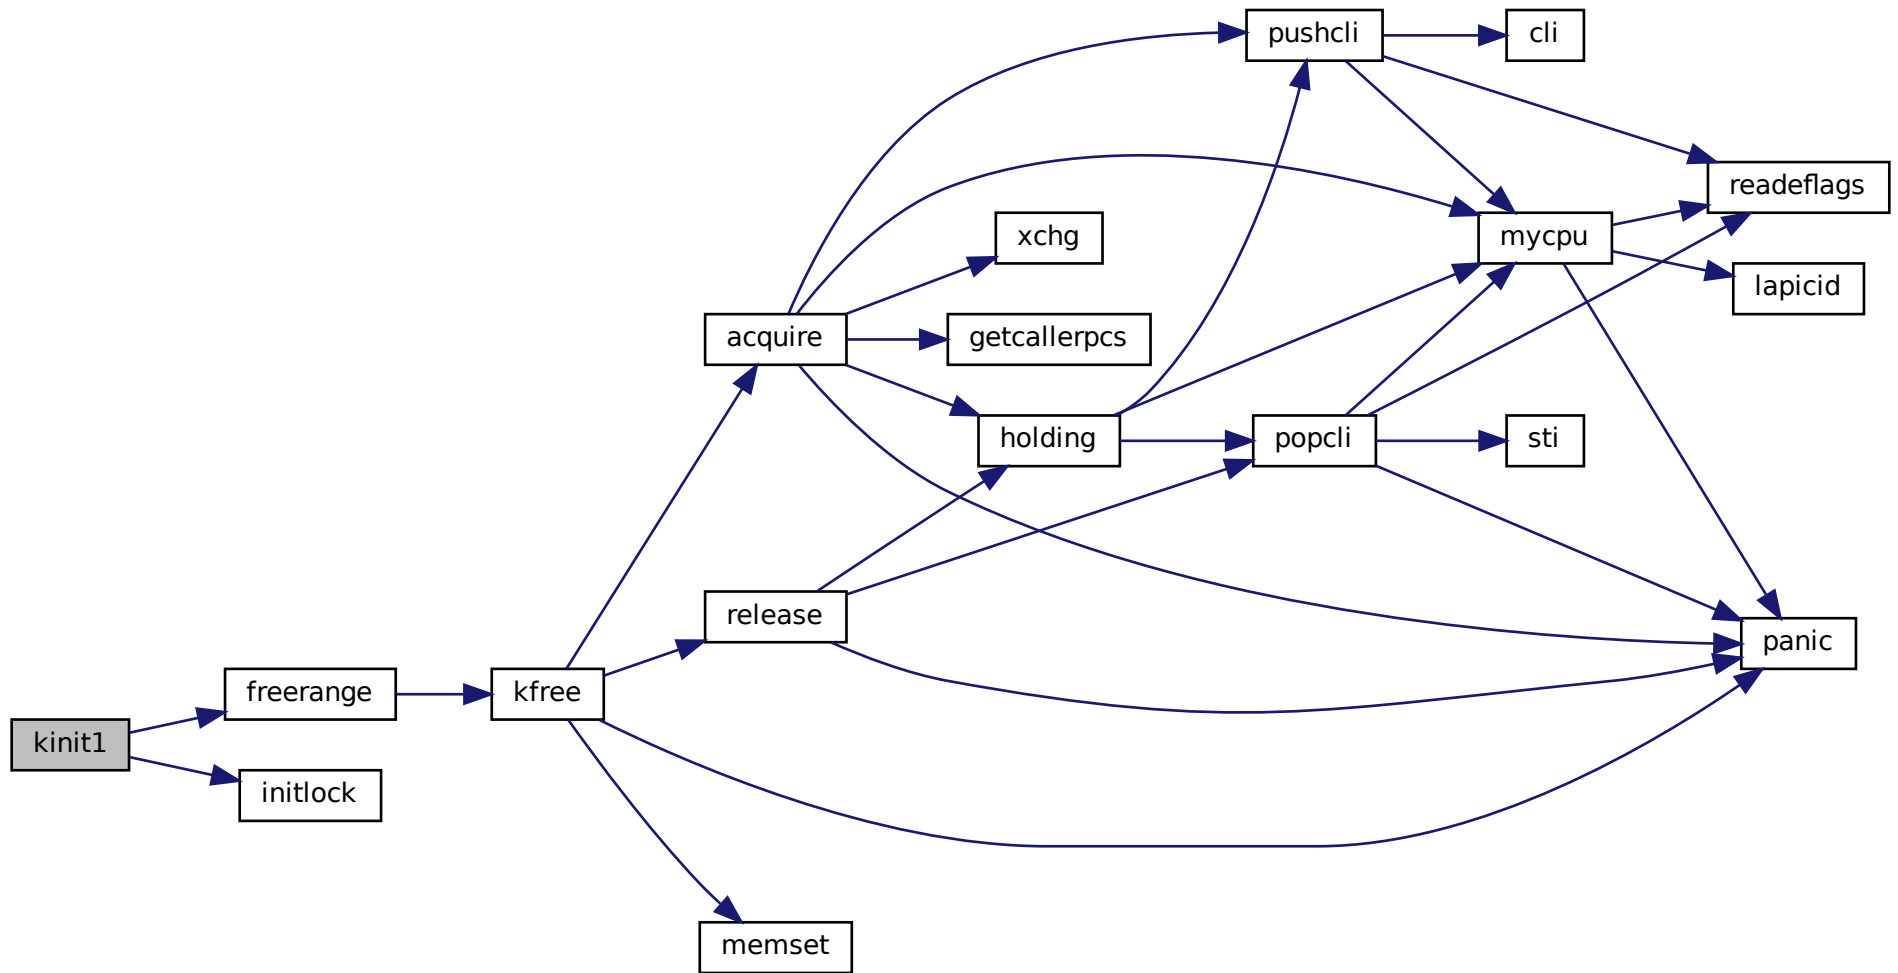 pushcli
cli
readeflags
xchg
mycpu
lapicid
acquire
getcallerpcs
holding
popcli
sti
release
panic
freerange
kfree
kinit1
initlock
memset